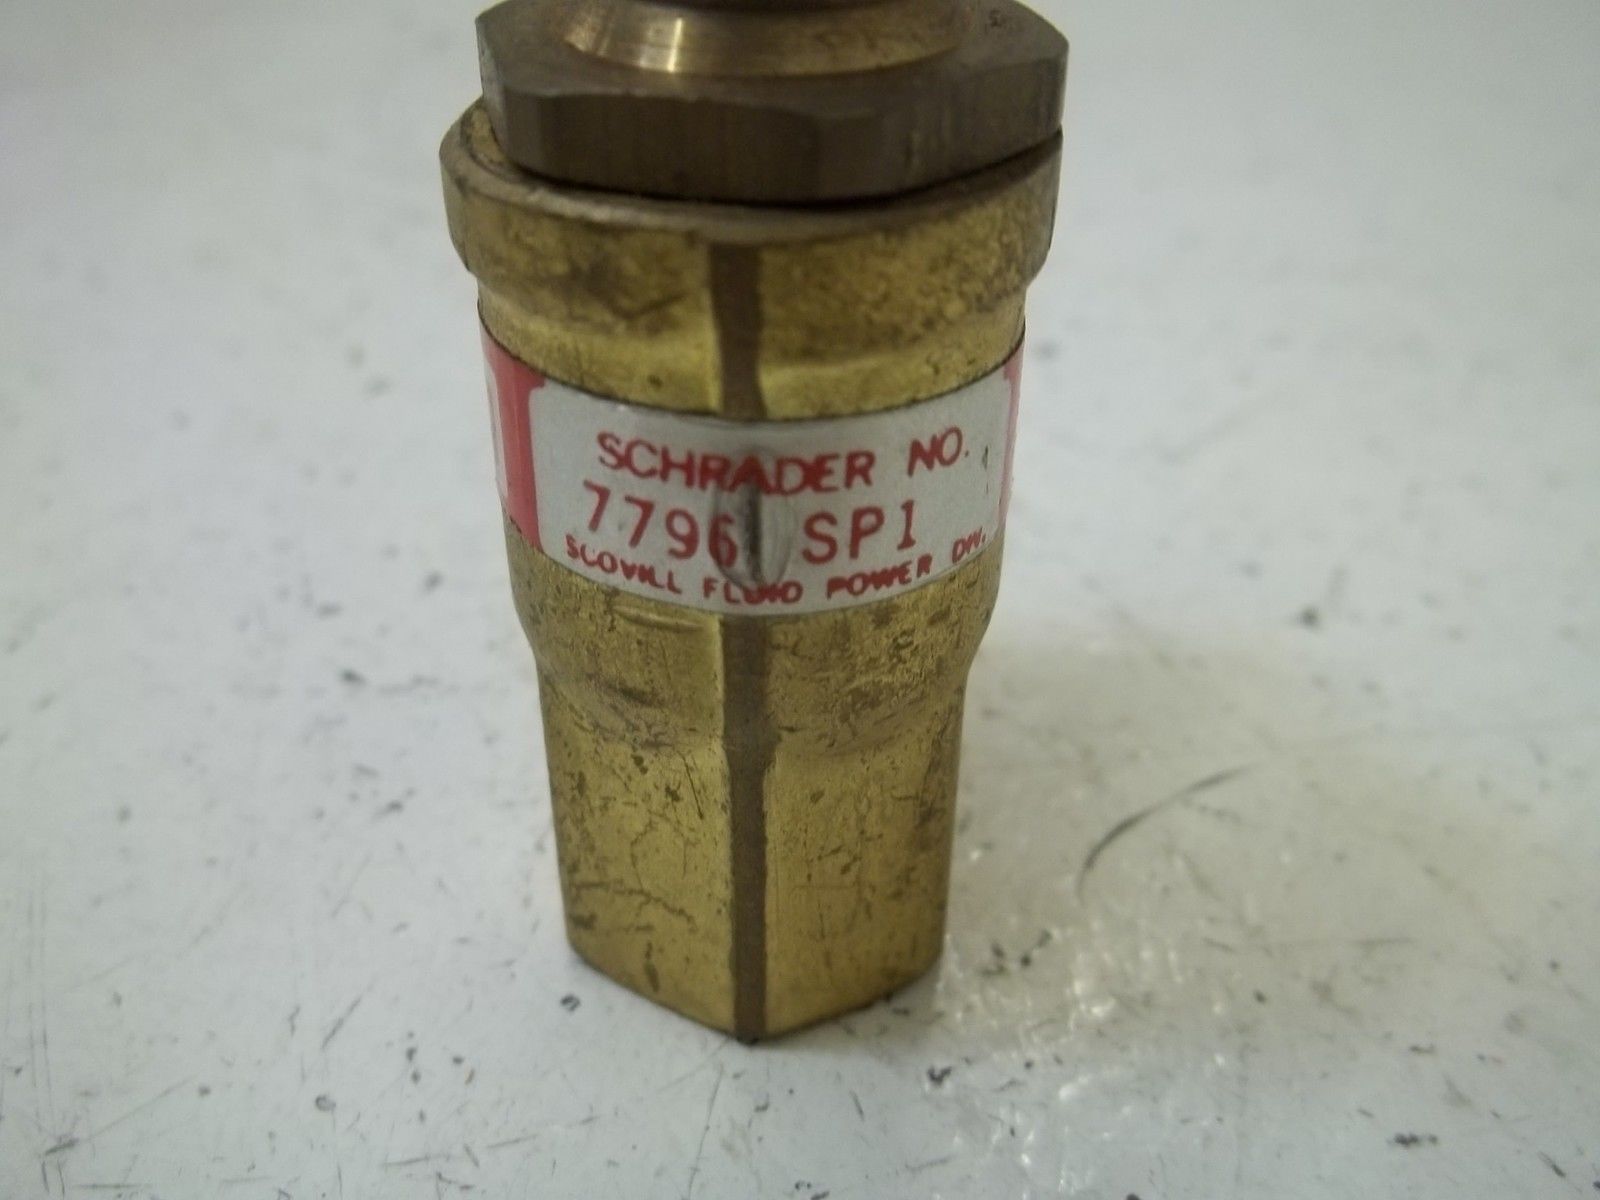 SCHRADER NO.
7796 SP1
SCOVILL FLUID POWER DIV.